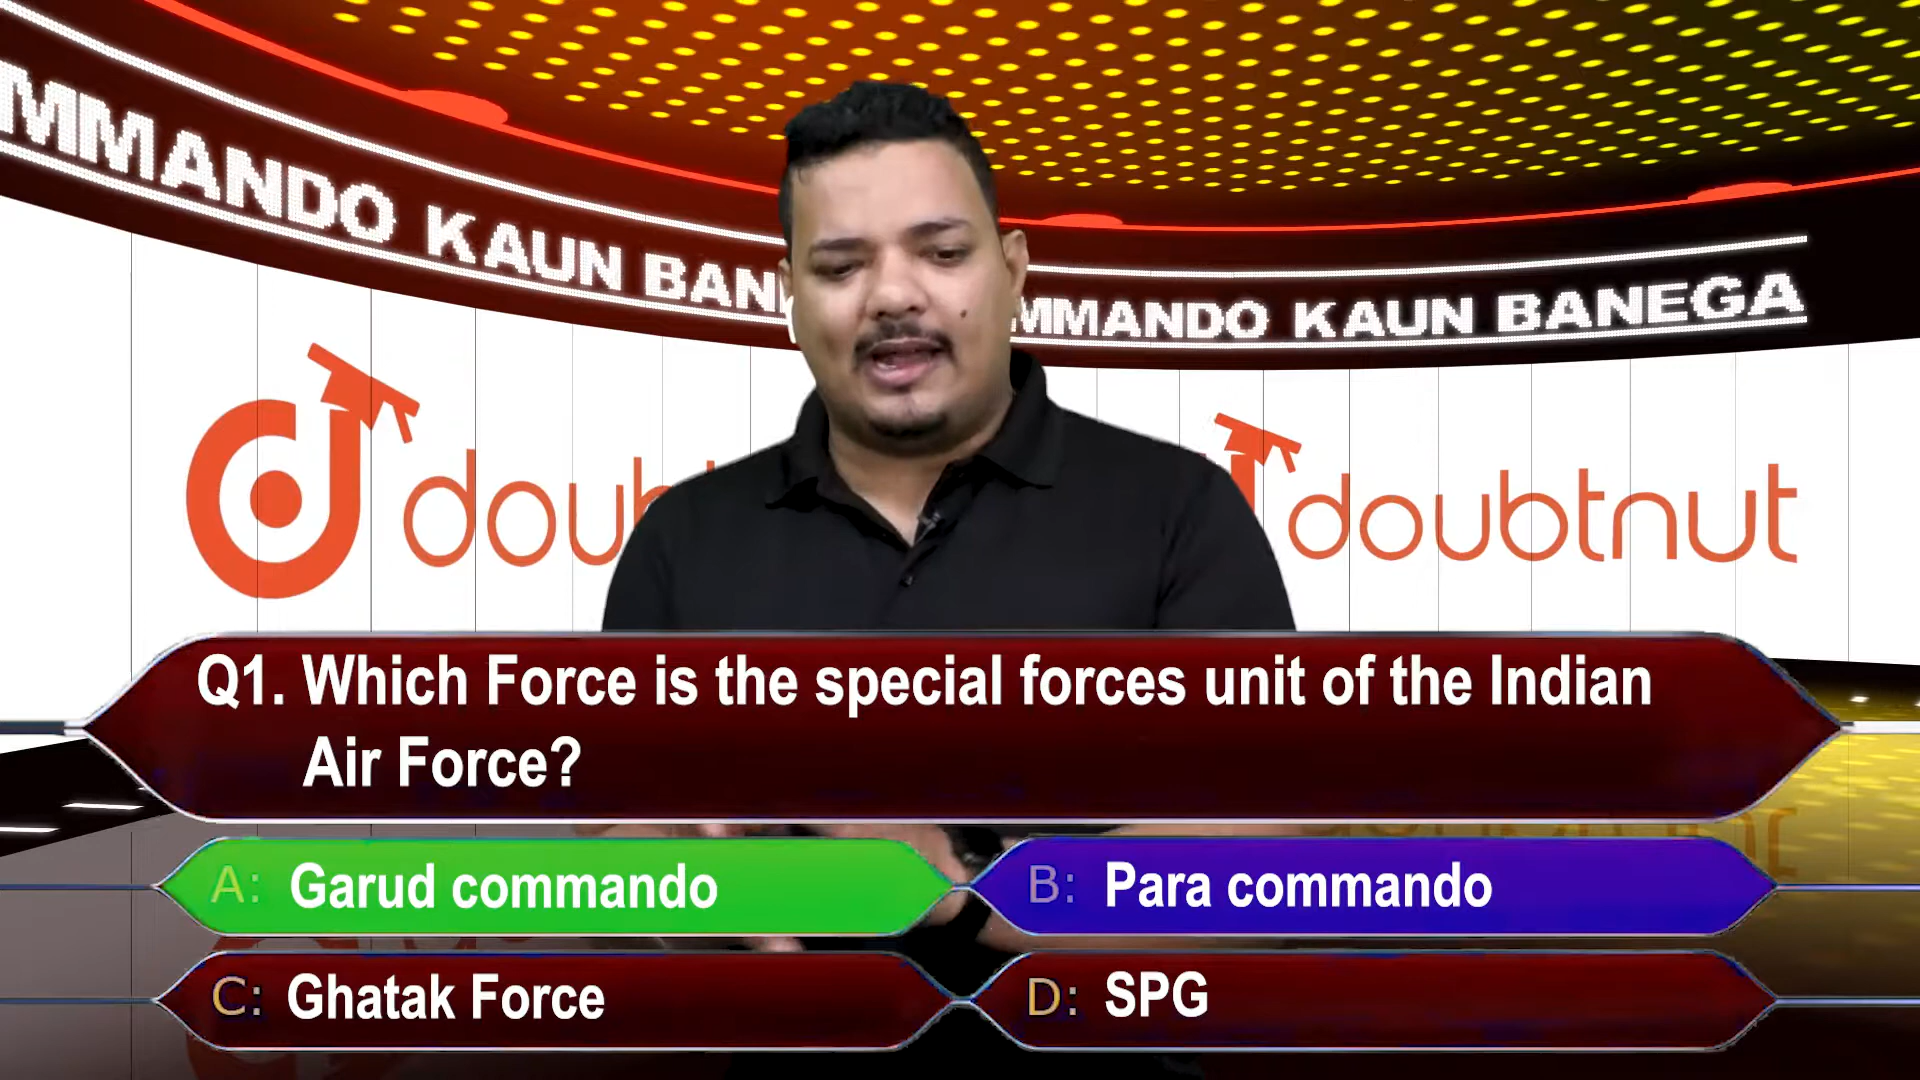 MMANDO KAUN BAN
MMANDO KAUN BANEGA
doub
doubtnut
Q1. Which Force is the special forces unit of the Indian
Air Force?
A: Garud commando
B: Para commando
C: Ghatak Force
D: SPG